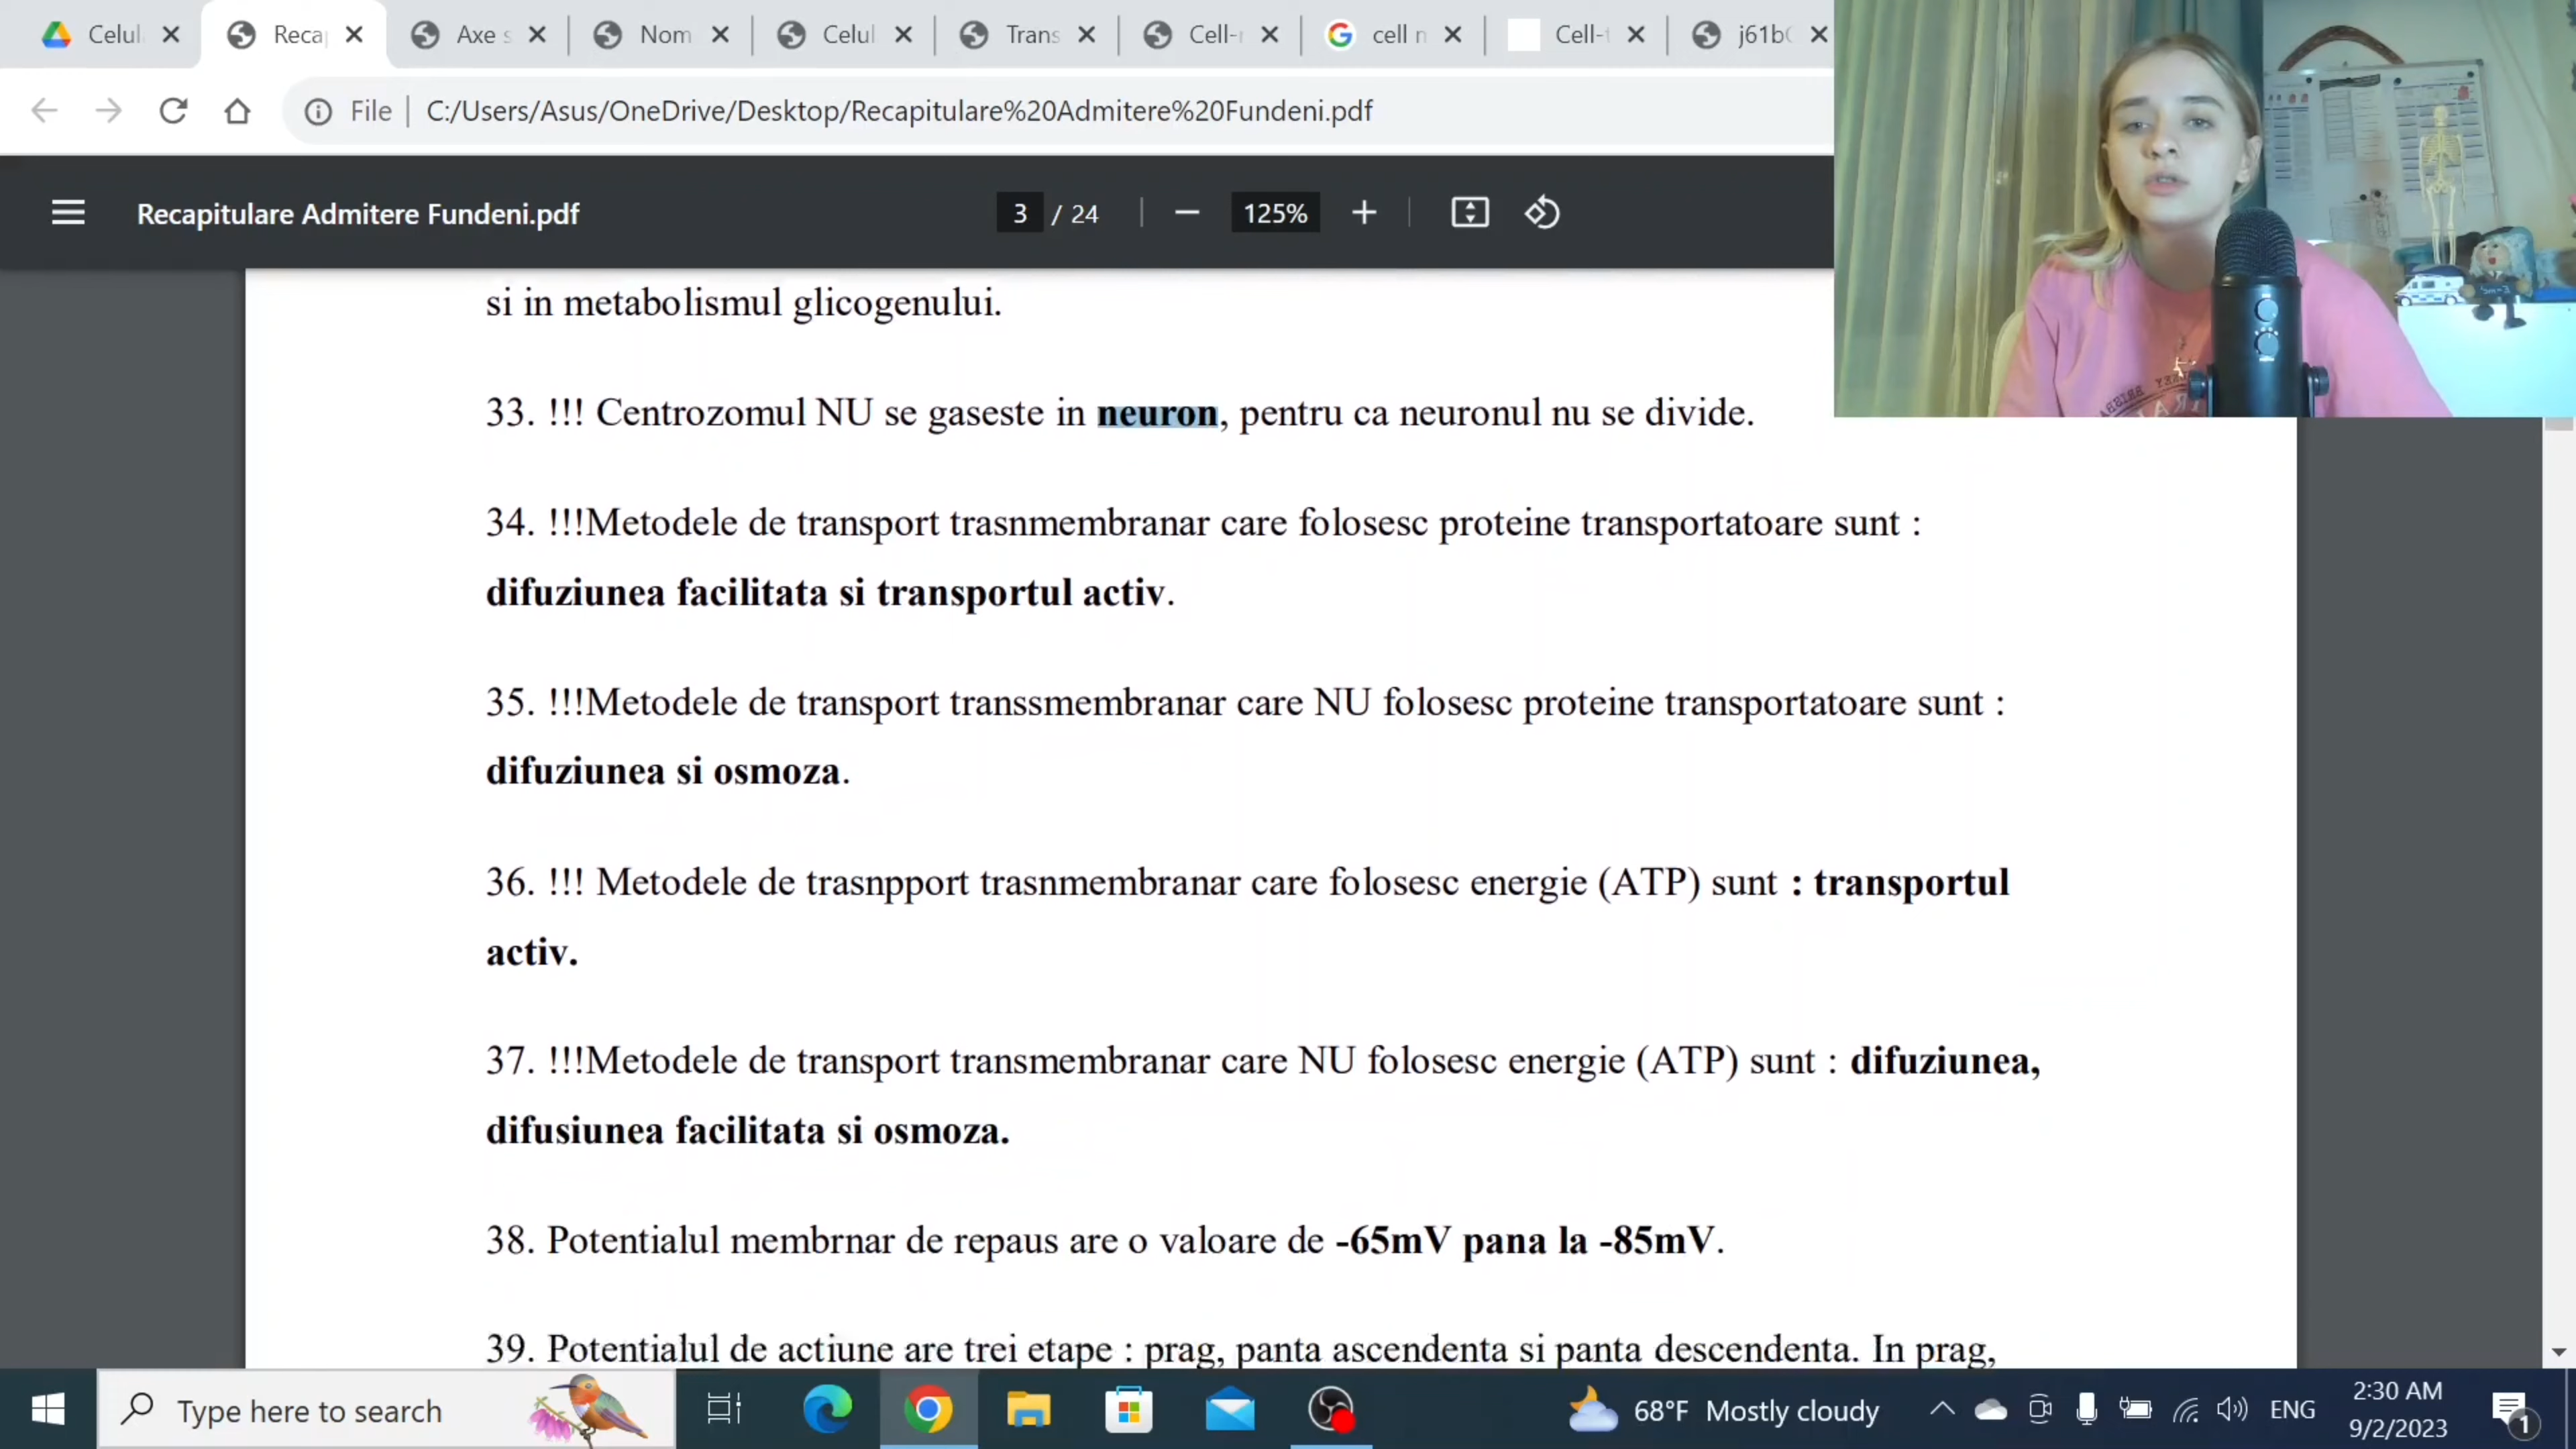 Celul
Reca
Axe s
Nom
Celul
Trans
Cell-
cell n
Cell-
j61b
File
C:/Users/Asus/OneDrive/Desktop/Recapitulare%20Admitere%20Fundeni.pdf
Recapitulare Admitere Fundeni.pdf
3 / 24
125%
si in metabolismul glicogenului.
33. !!! Centrozomul NU se gaseste in neuron, pentru ca neuronul nu se divide.
34. !!!Metodele de transport trasnmembranar care folosesc proteine transportatoare sunt :
difuziunea facilitata si transportul activ.
35. !!!Metodele de transport transsmembranar care NU folosesc proteine transportatoare sunt :
difuziunea si osmoza.
36. !!! Metodele de trasnpport trasnmembranar care folosesc energie (ATP) sunt : transportul
activ.
37. !!!Metodele de transport transmembranar care NU folosesc energie (ATP) sunt : difuziunea,
difusiunea facilitata si osmoza.
38. Potentialul membrnar de repaus are o valoare de -65mV pana la -85mV.
39. Potentialul de actiune are trei etape : prag, panta ascendenta si panta descendenta. In prag,
Type here to search
68°F Mostly cloudy
ENG
2:30 AM
9/2/2023
1